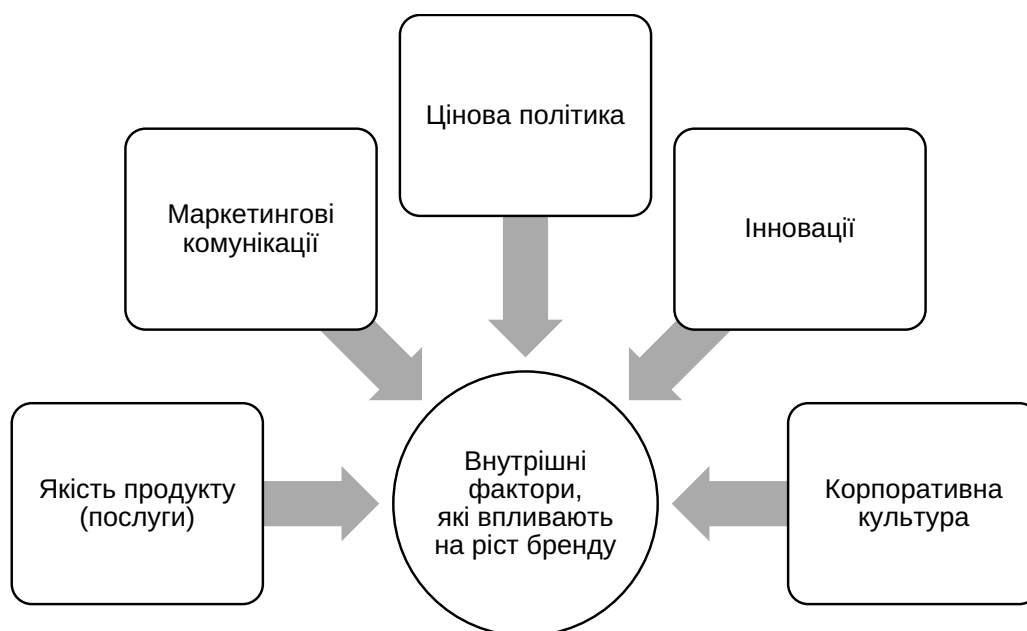 Цінова політика
Маркетингові
комунікації
Інновації
Якість продукту
(послуги)
Внутрішні
фактори,
які впливають
на ріст бренду
Корпоративна
культура